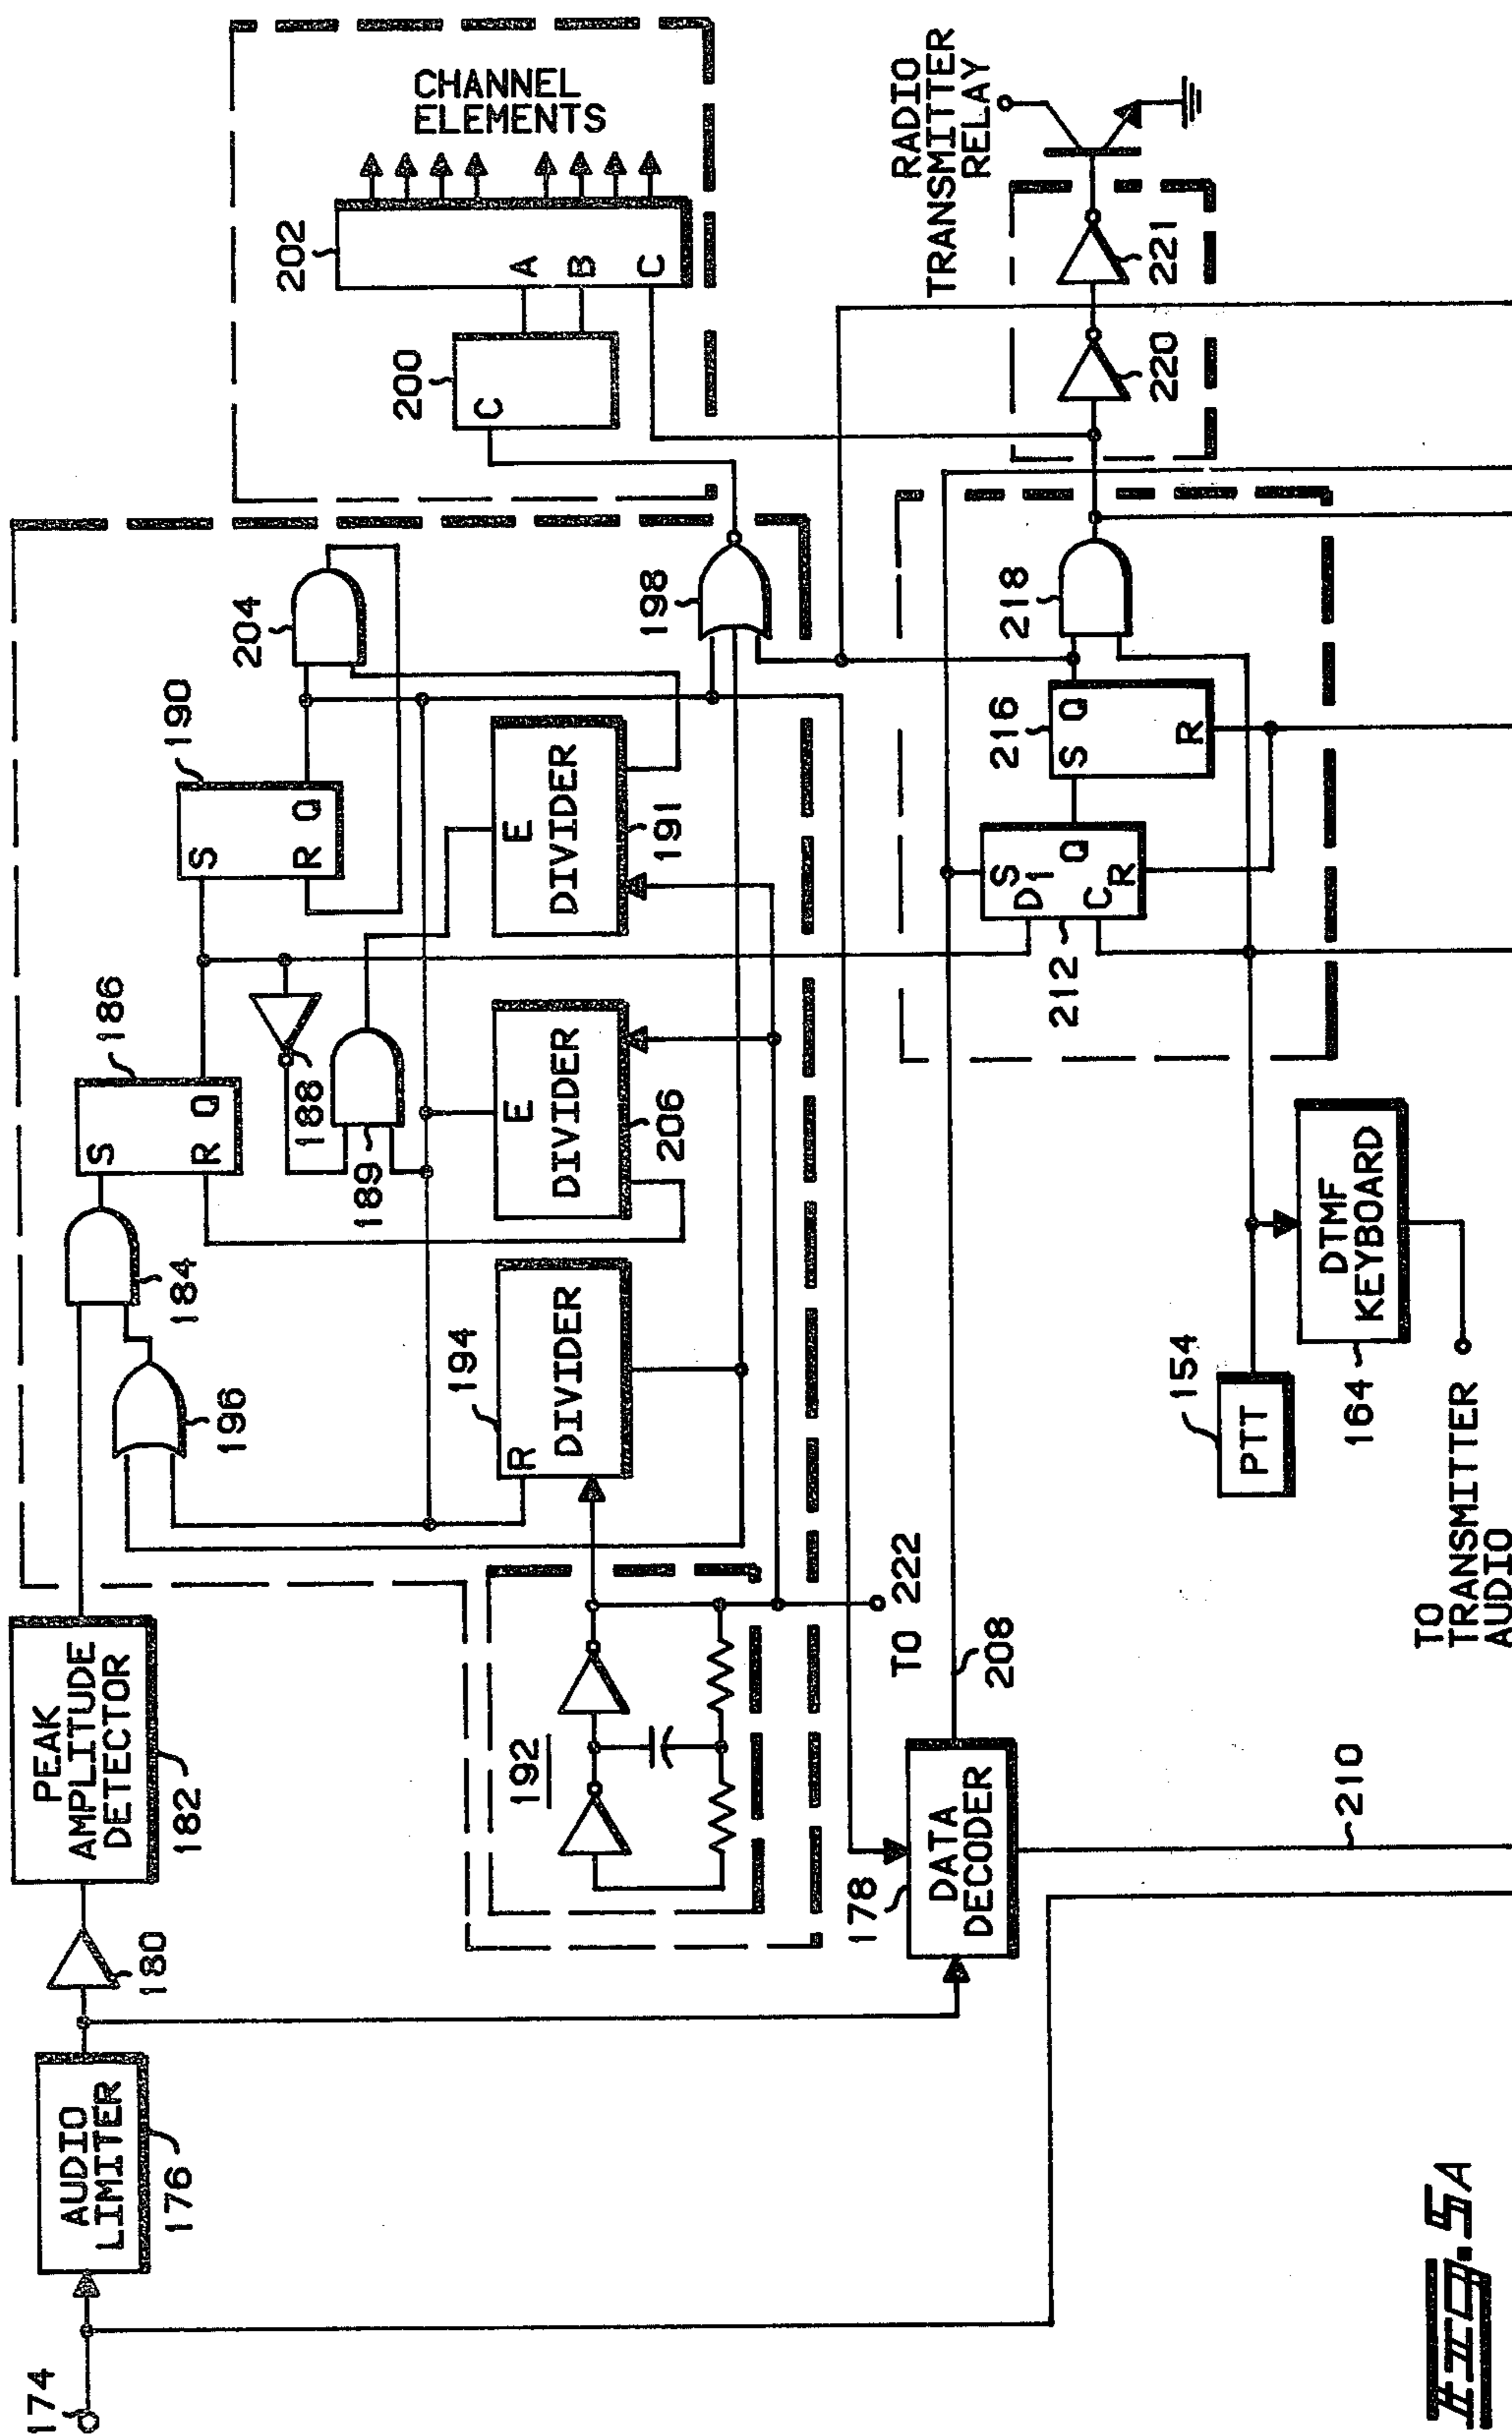 174
AUDIO
LIMITER
176
180
PEAK
AMPLITUDE
DETECTOR
182
184
196
S
R Q
186
188
189
S
R Q
190
204
192
R
DIVIDER
194
E
DIVIDER
206
E
DIVIDER
191
198
200
C
202
A
B
C
CHANNEL
ELEMENTS
TO 222
DATA
DECODER
178
208
210
PTT
154
DTMF
KEYBOARD
164
TO
TRANSMITTER
AUDIO
S
D1 Q
C
R
212
S Q
R
216
218
220
221
RADIO
TRANSMITTER
RELAY
FIG. 5A